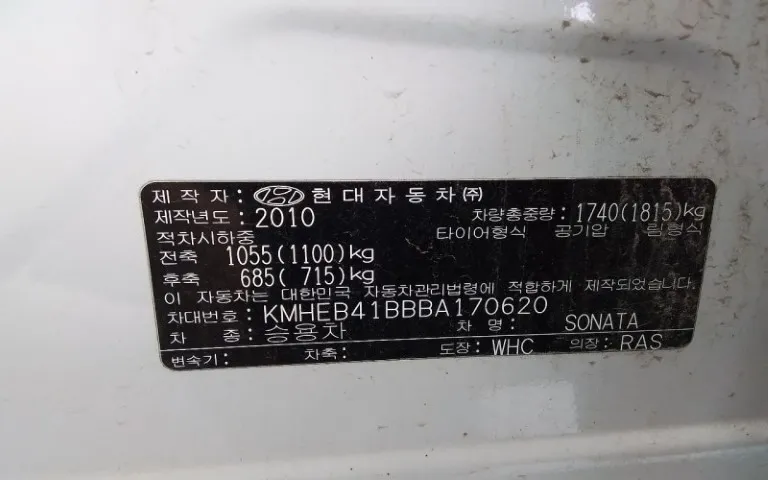 제 작 자 : 현대자동차(주)
제작년도 : 2010 차량총중량 : 1740(1815)kg
적차시하중 타이어형식 공기압 림형식
전축 1055(1100)kg
후축 685( 715)kg
이 자동차는 대한민국 자동차관리법령에 적합하게 제작되었습니다.
차대번호 : KMHEB41BBBA170620
차 종 : 승용차 차 명 : SONATA
변속기 : 차축 : 도장 : WHC 의장 : RAS